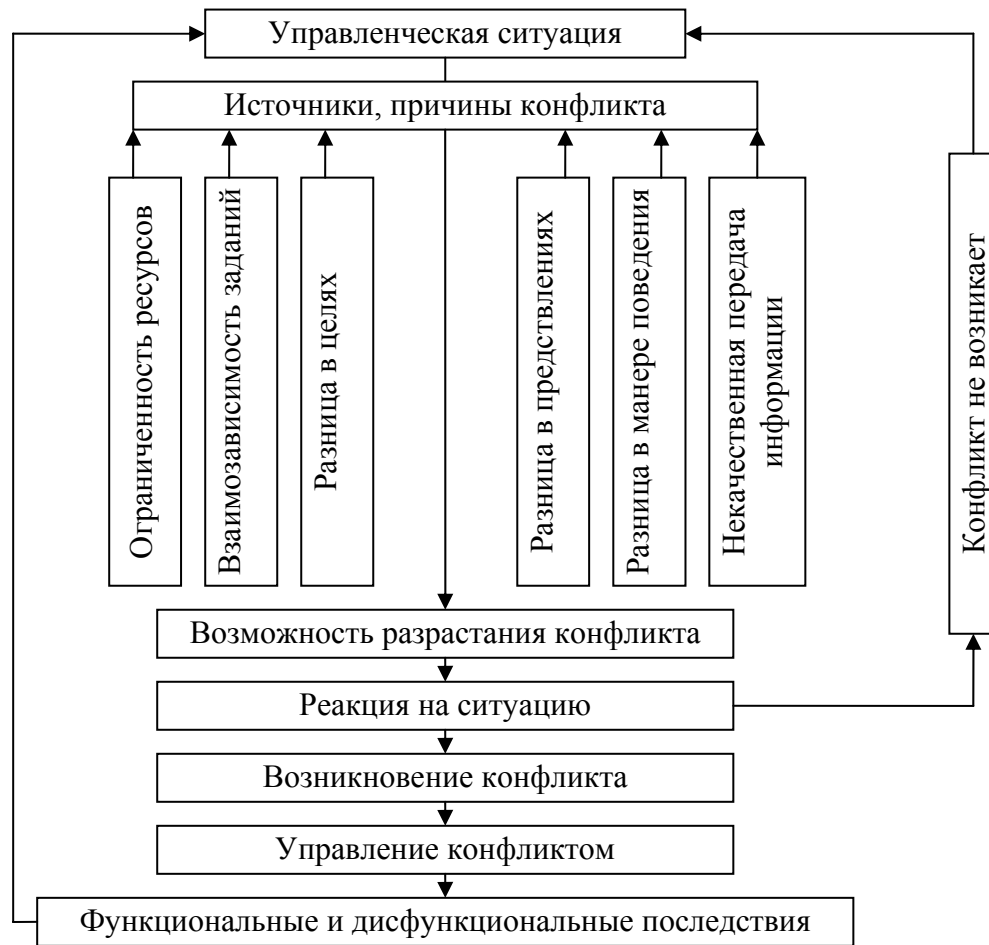 Управленческая ситуация
Источники, причины конфликта
Ограниченность ресурсов
Взаимозависимость заданий
Разница в целях
Разница в предствлениях
Разница в манере поведения
Некачественная передача
информации
Конфликт не возникает
Возможность разрастания конфликта
Реакция на ситуацию
Возникновение конфликта
Управление конфликтом
Функциональные и дисфункциональные последствия